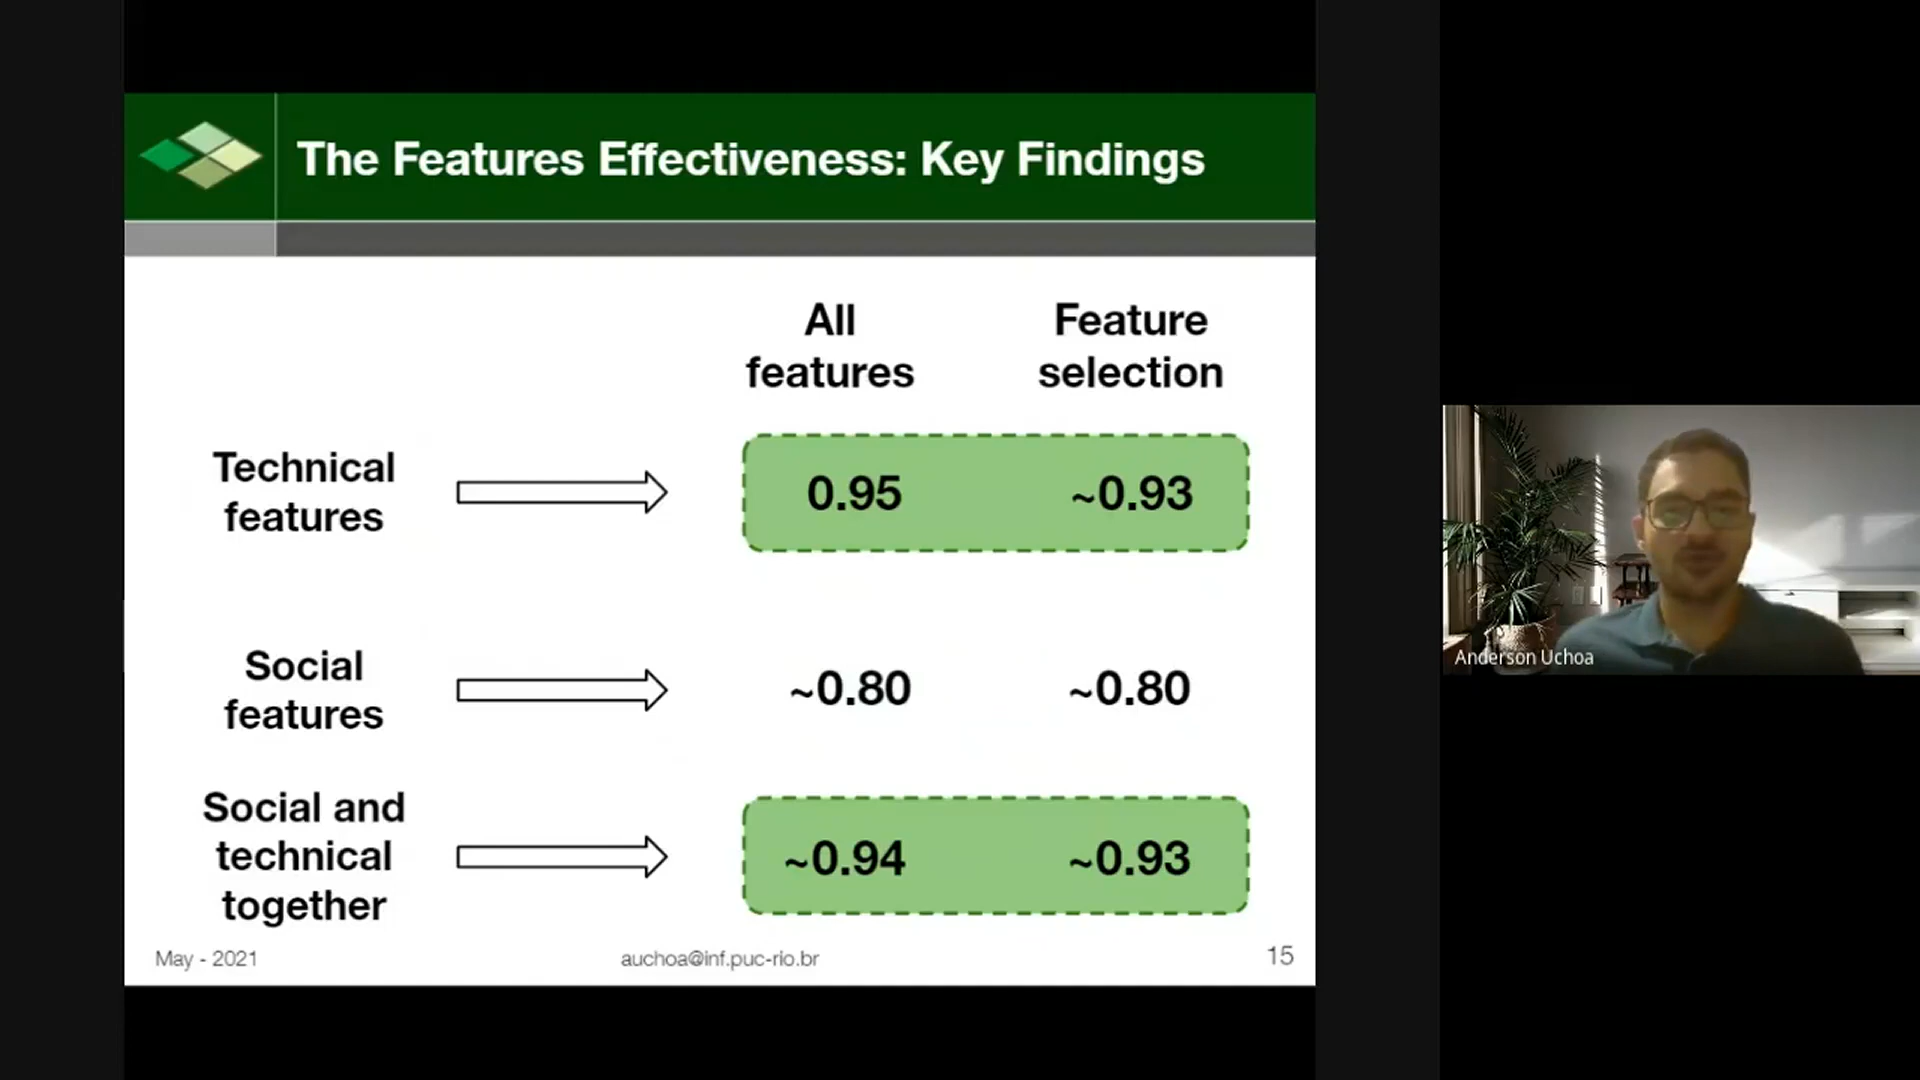 The Features Effectiveness: Key Findings
All
features
Feature
selection
Technical
features
0.95
~0.93
Social
features
~0.80
~0.80
Social and
technical
together
~0.94
~0.93
May - 2021
auchoa@inf.puc-rio.br
15
Anderson Uchoa